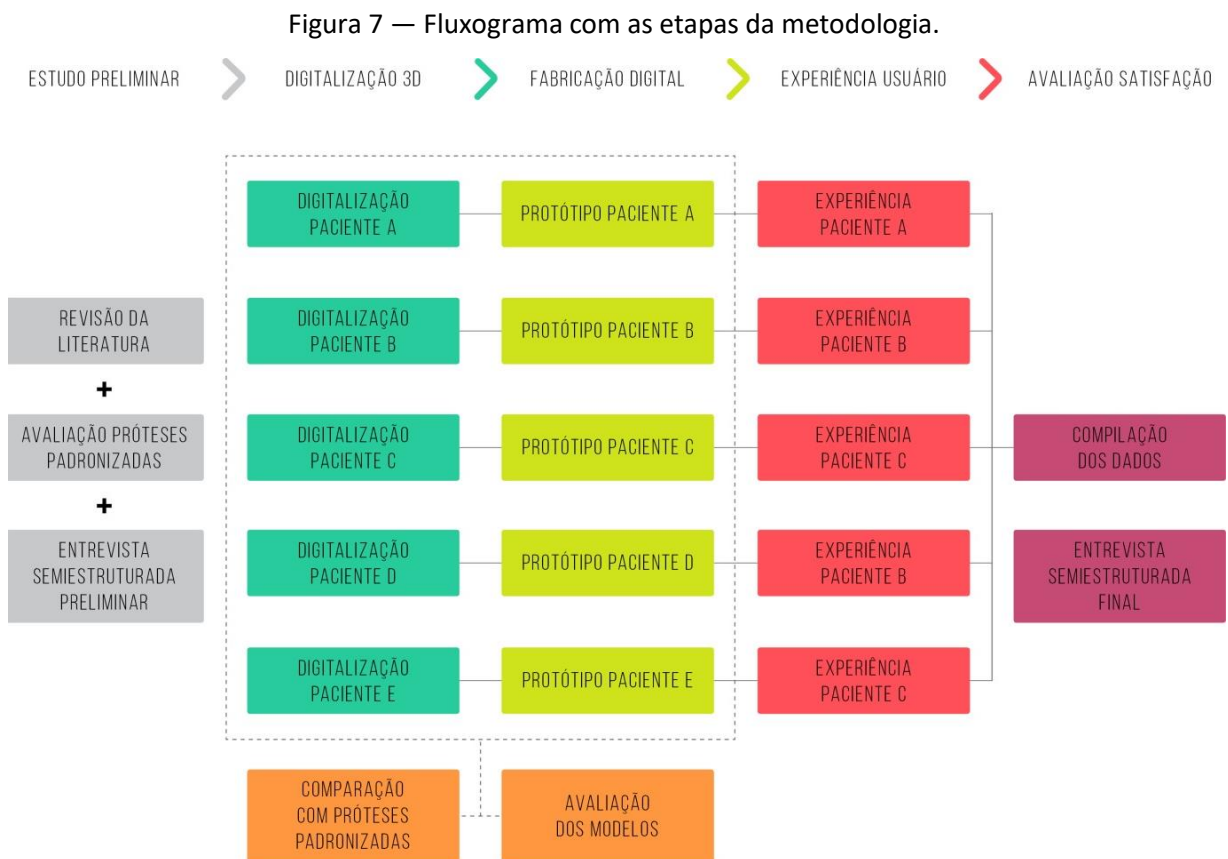 Figura 7 — Fluxograma com as etapas da metodologia.
ESTUDO PRELIMINAR
DIGITALIZAÇÃO 3D
FABRICAÇÃO DIGITAL
EXPERIÊNCIA USUÁRIO
AVALIAÇÃO SATISFAÇÃO
REVISÃO DA
LITERATURA
+
AVALIAÇÃO PRÓTESES
PADRONIZADAS
+
ENTREVISTA
SEMIESTRUTURADA
PRELIMINAR
DIGITALIZAÇÃO
PACIENTE A
PROTÓTIPO PACIENTE A
EXPERIÊNCIA
PACIENTE A
DIGITALIZAÇÃO
PACIENTE B
PROTÓTIPO PACIENTE B
EXPERIÊNCIA
PACIENTE B
DIGITALIZAÇÃO
PACIENTE C
PROTÓTIPO PACIENTE C
EXPERIÊNCIA
PACIENTE C
DIGITALIZAÇÃO
PACIENTE D
PROTÓTIPO PACIENTE D
EXPERIÊNCIA
PACIENTE B
DIGITALIZAÇÃO
PACIENTE E
PROTÓTIPO PACIENTE E
EXPERIÊNCIA
PACIENTE C
COMPILAÇÃO
DOS DADOS
ENTREVISTA
SEMIESTRUTURADA
FINAL
COMPARAÇÃO
COM PRÓTESES
PADRONIZADAS
AVALIAÇÃO
DOS MODELOS